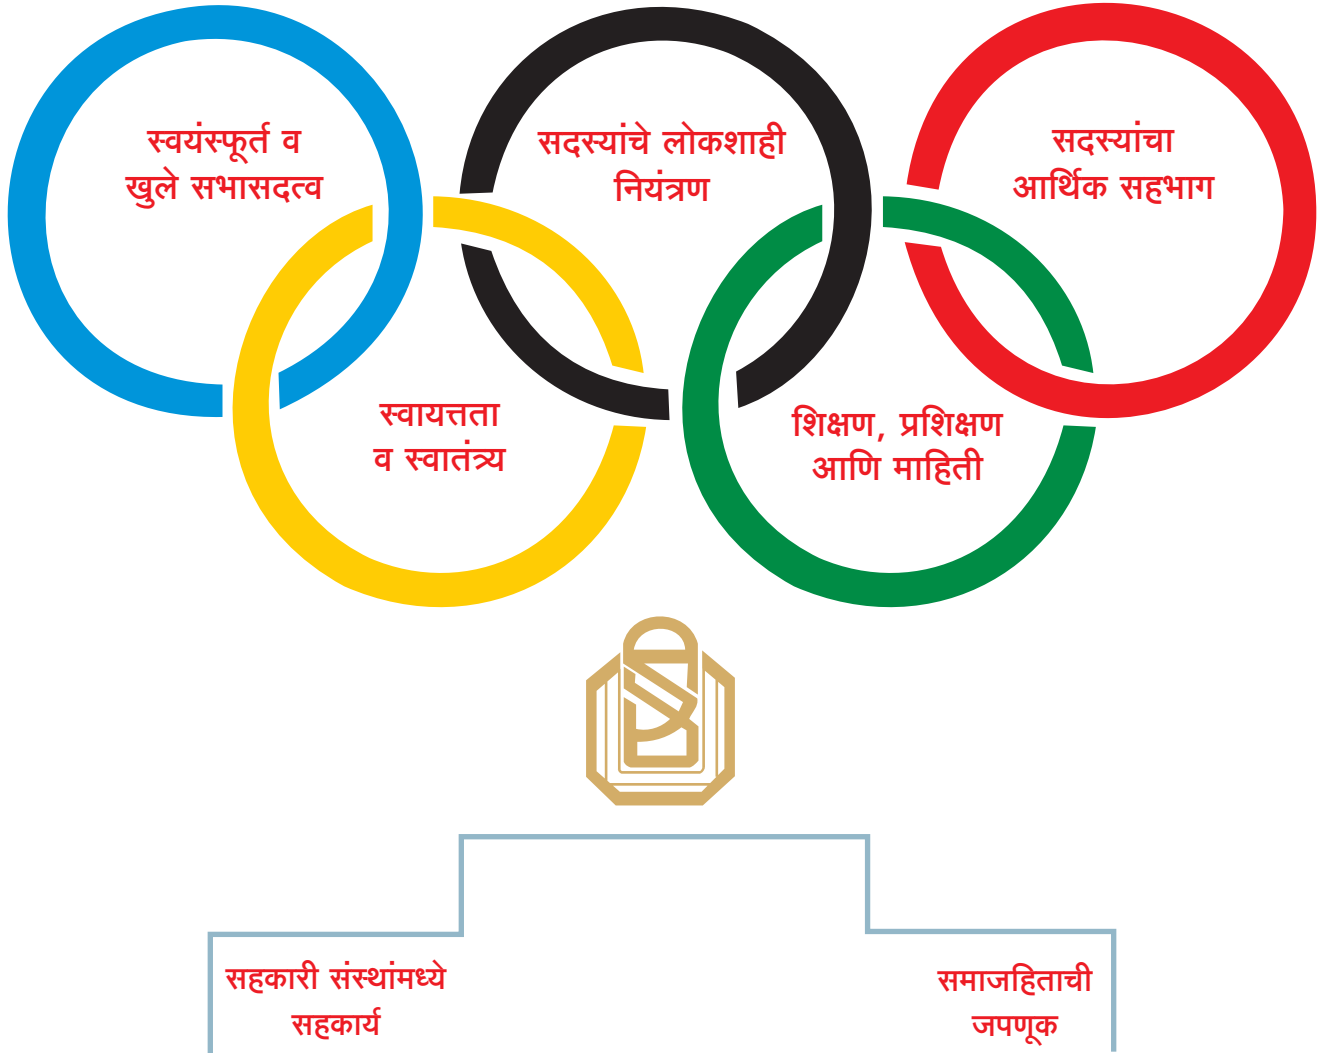 स्वयंस्फूर्त व
खुले सभासदत्व
सदस्यांचे लोकशाही
नियंत्रण
सदस्यांचा
आर्थिक सहभाग
स्वायत्तता
व स्वातंत्र्य
शिक्षण, प्रशिक्षण
आणि माहिती
सहकारी संस्थांमध्ये
सहकार्य
समाजहिताची
जपणूक